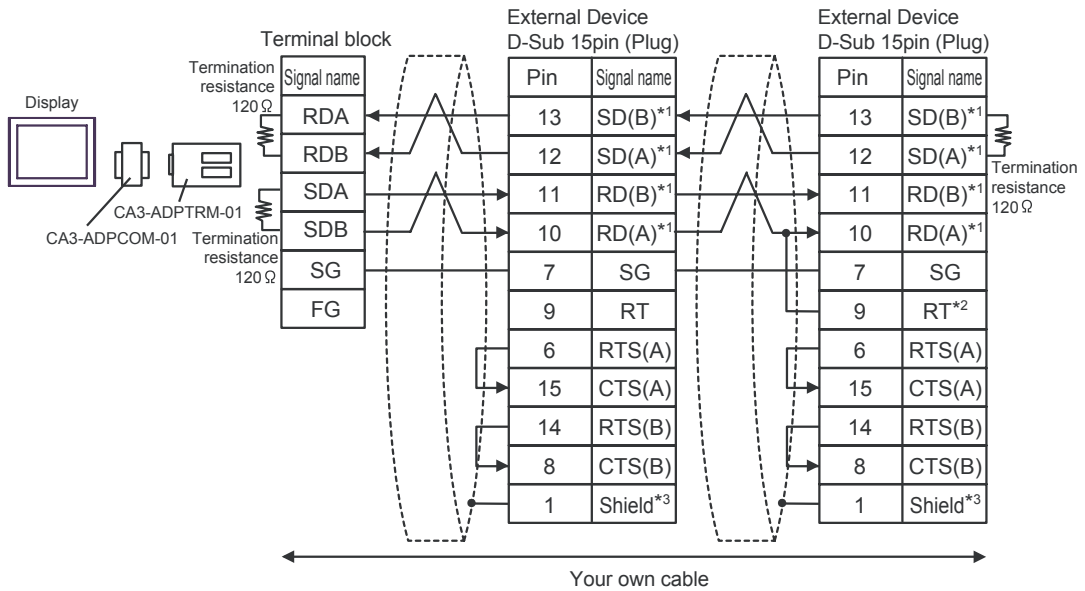 Display
CA3-ADPTRM-01
CA3-ADPCOM-01
Terminal block
Termination
resistance
120Ω
Signal name
RDA
RDB
SDA
SDB
SG
FG
Termination
resistance
120Ω
External Device
D-Sub 15pin (Plug)
Pin Signal name
13 SD(B)*1
12 SD(A)*1
11 RD(B)*1
10 RD(A)*1
7 SG
9 RT
6 RTS(A)
15 CTS(A)
14 RTS(B)
8 CTS(B)
1 Shield*3
External Device
D-Sub 15pin (Plug)
Pin Signal name
13 SD(B)*1
12 SD(A)*1
11 RD(B)*1
10 RD(A)*1
7 SG
9 RT*2
6 RTS(A)
15 CTS(A)
14 RTS(B)
8 CTS(B)
1 Shield*3
Termination
resistance
120Ω
Your own cable